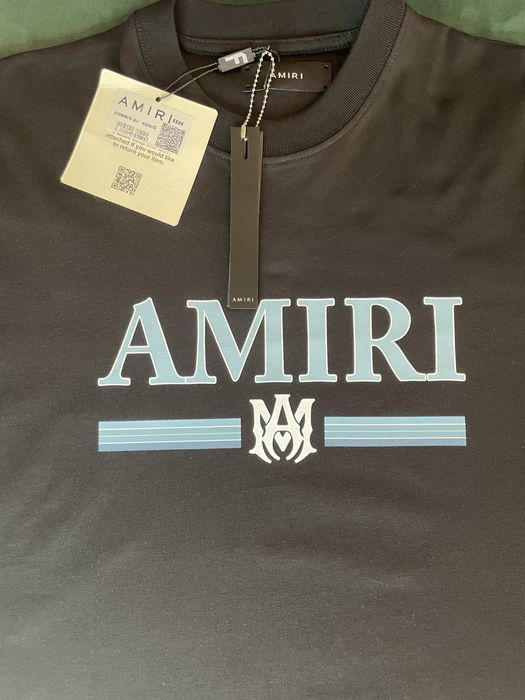 F
AMIRI
AMIRI
attached if you would like
to return your item.
AMIRI
AMIRI
MA